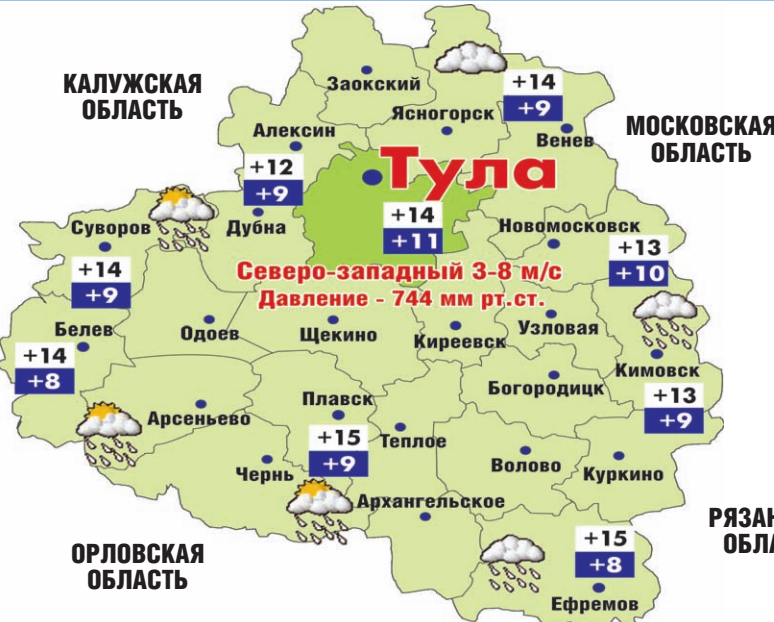 КАЛУЖСКАЯ
ОБЛАСТЬ
Заокский
+14
+9
Ясногорск
Венев
МОСКОВСКАЯ
ОБЛАСТЬ
Алексин
Тула
+12
+9
Дубна
+14
+11
Суворов
Новомосковск
+14
+9
+13
+10
Северо-западный 3-8 м/с
Давление - 744 мм рт.ст.
Белев
Одоев
Щекино
Киреевск
Узловая
+14
+8
Кимовск
+13
+9
Богородицк
Плавск
Арсеньево
+15
+9
Теплое
Чернь
Волово
Куркино
Архангельское
ОРЛОВСКАЯ
ОБЛАСТЬ
РЯЗАН
ОБЛА
+15
+8
Ефремов